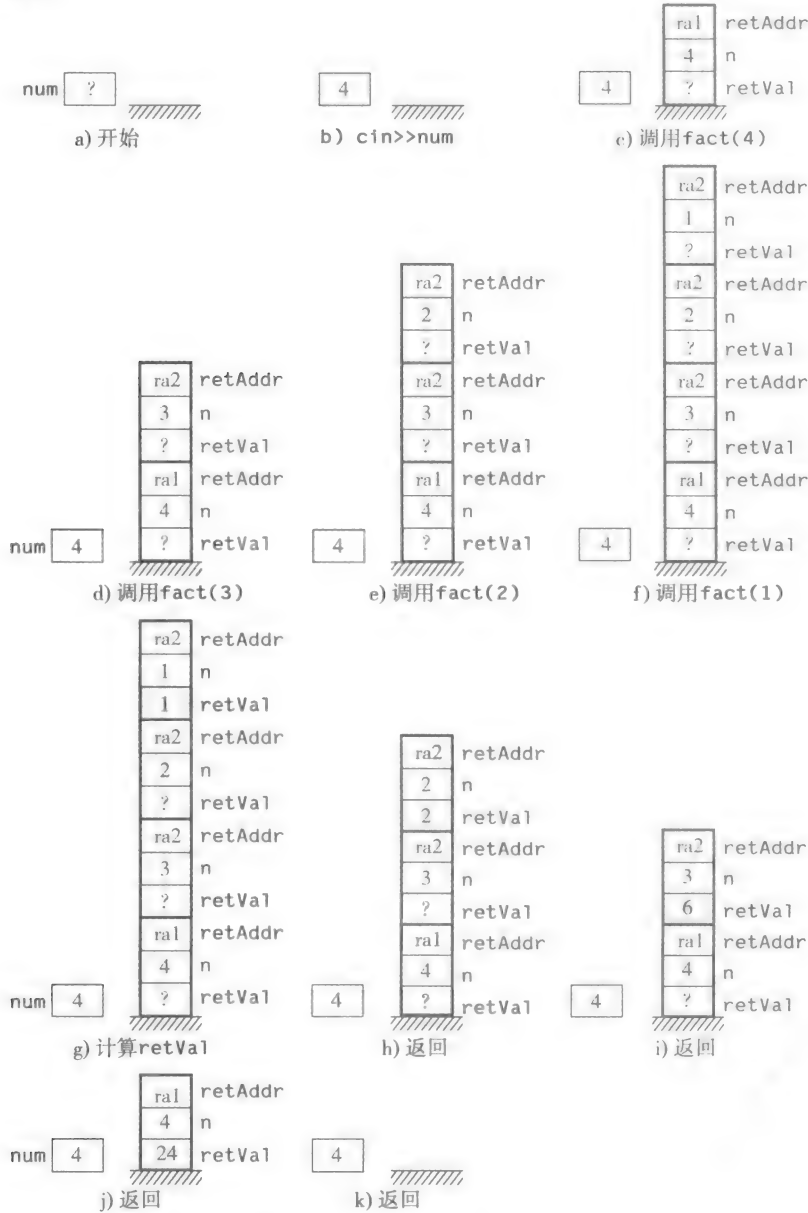 ra1 retAddr
4 n
num ? 4 4 ? retVal
a) 开始 b) cin>>num c) 调用fact(4)
ra2 retAddr
1 n
? retVal
ra2 retAddr ra2 retAddr
2 n 2 n
? retVal ? retVal
ra2 retAddr ra2 retAddr ra2 retAddr
3 n 3 n 3 n
? retVal ? retVal ? retVal
ra1 retAddr ra1 retAddr ra1 retAddr
4 n 4 n 4 n
num 4 ? retVal 4 ? retVal 4 ? retVal
d) 调用fact(3) e) 调用fact(2) f) 调用fact(1)
ra2 retAddr
1 n
1 retVal
ra2 retAddr ra2 retAddr
2 n 2 n
? retVal 2 retVal
ra2 retAddr ra2 retAddr ra2 retAddr
3 n 3 n 3 n
? retVal ? retVal 6 retVal
ra1 retAddr ra1 retAddr ra1 retAddr
4 n 4 n 4 n
num 4 ? retVal 4 ? retVal 4 ? retVal
g) 计算retVal h) 返回 i) 返回
ra1 retAddr
4 n
num 4 24 retVal 4
j) 返回 k) 返回